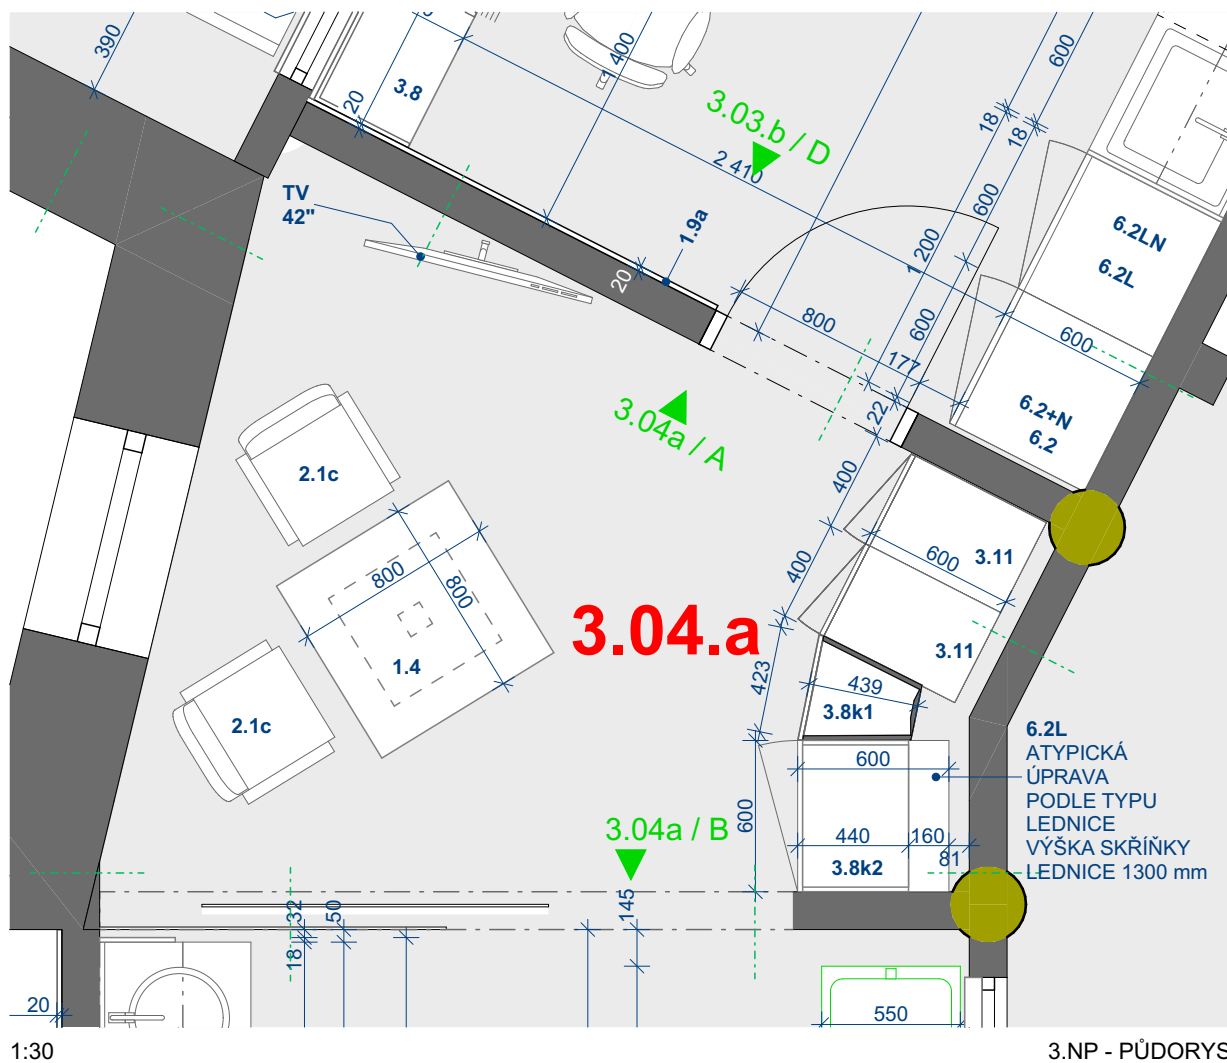 390
20
3.8
1 400
3.03.b / D
2 410
600
18
18
600
TV
42"
1.9a
20
1 200
6.2LN
6.2L
800
600
600
177
22
6.2+N
6.2
3.04a / A
400
2.1c
400
600
3.11
3.11
800
800
1.4
3.04.a
423
439
3.8k1
2.1c
600
600
440
160
81
3.8k2
6.2L
ATYPICKÁ
ÚPRAVA
PODLE TYPU
LEDNICE
VÝŠKA SKŘÍŇKY
LEDNICE 1300 mm
3.04a / B
32
50
18
145
20
550
1:30
3.NP - PŮDORYS